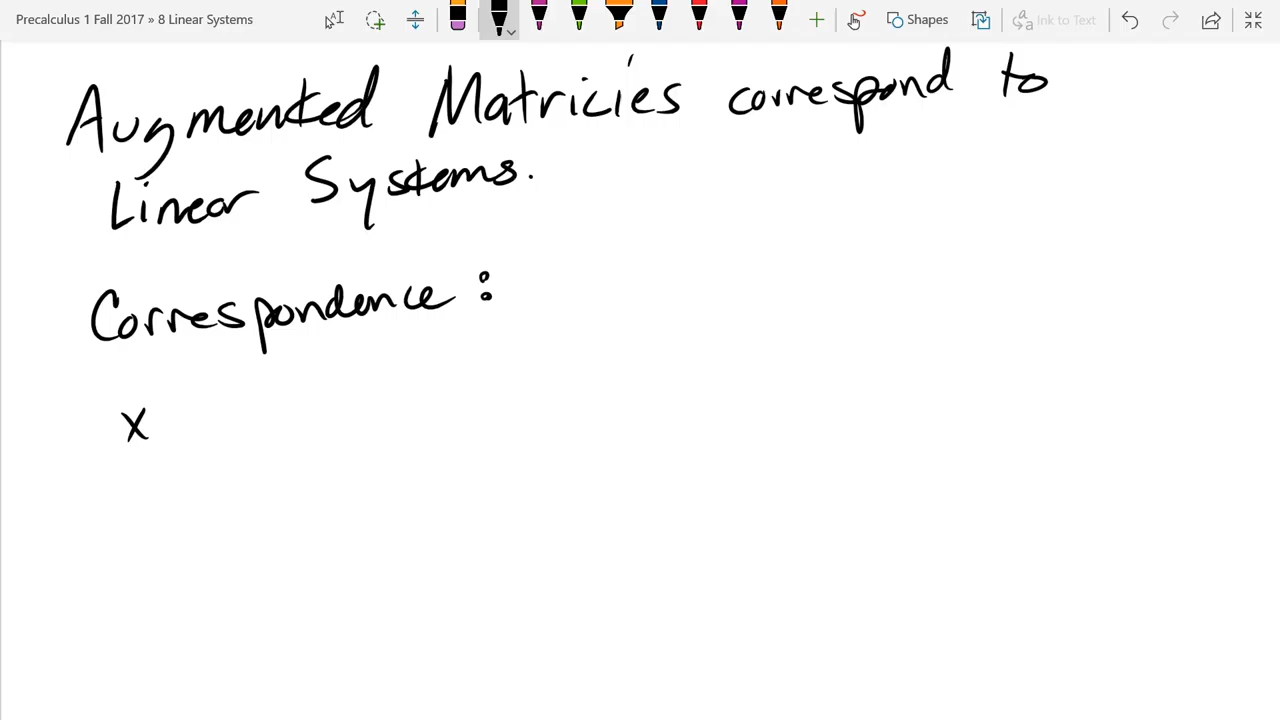 Precalculus 1 Fall 2017 » 8 Linear Systems
Shapes
Ink to Text
Augmented Matricies correspond to
Linear Systems.
Correspondence:
x